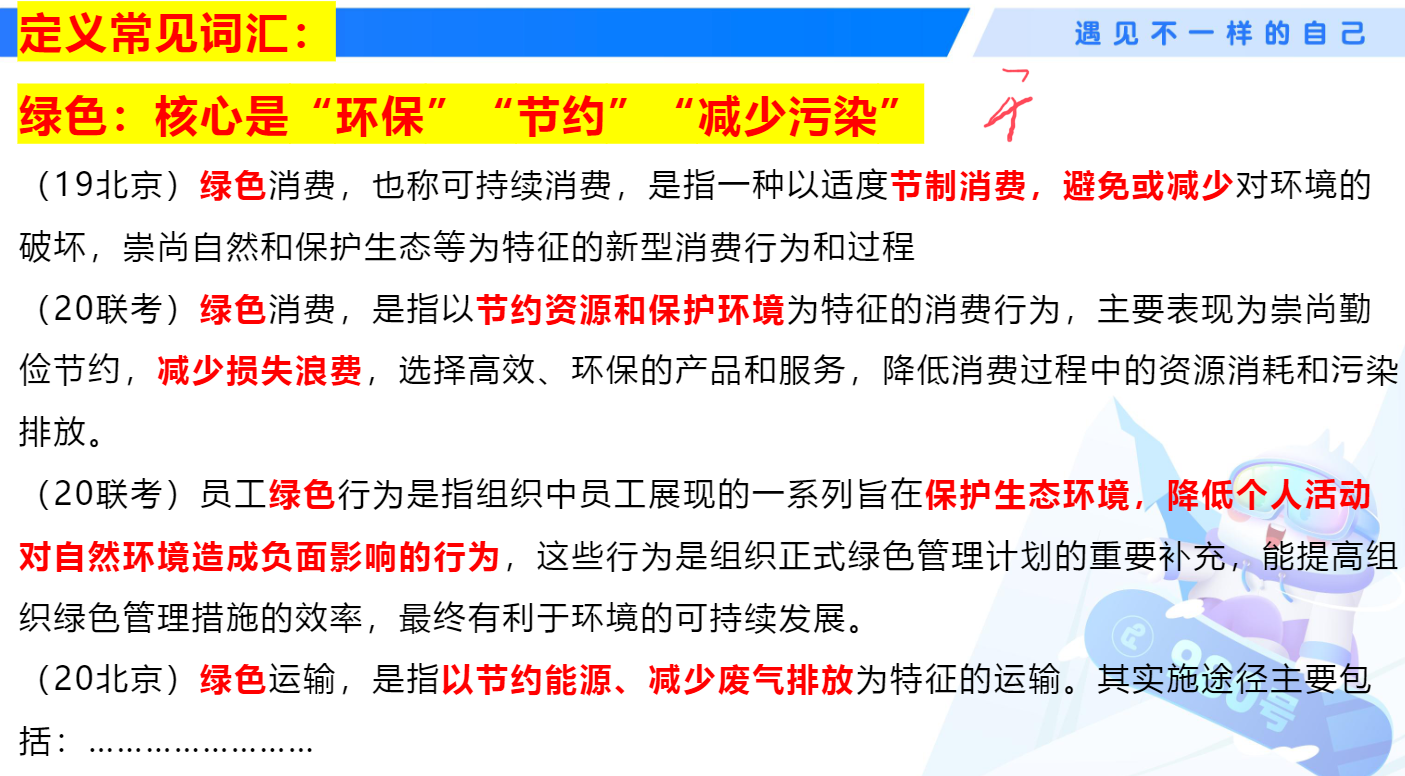 定义常见词汇：
遇见不一样的自己
绿色：核心是“环保”“节约”“减少污染”
（19北京）绿色消费，也称可持续消费，是指一种以适度节制消费，避免或减少对环境的
破坏，崇尚自然和保护生态等为特征的新型消费行为和过程
（20联考）绿色消费，是指以节约资源和保护环境为特征的消费行为，主要表现为崇尚勤
俭节约，减少损失浪费，选择高效、环保的产品和服务，降低消费过程中的资源消耗和污染
排放。
（20联考）员工绿色行为是指组织中员工展现的一系列旨在保护生态环境，降低个人活动
对自然环境造成负面影响的行为，这些行为是组织正式绿色管理计划的重要补充，能提高组
织绿色管理措施的效率，最终有利于环境的可持续发展。
（20北京）绿色运输，是指以节约能源、减少废气排放为特征的运输。其实施途径主要包
括：……………………